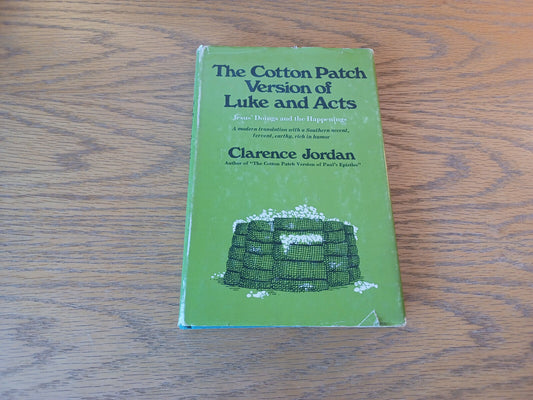 The Cotton Patch
Version of
Luke and Acts
Jesus' Doings and the Happenings
A modern translation with a Southern accent,
fervent, earthy, rich in humor
Clarence Jordan
Author of "The Cotton Patch Version of Paul's Epistles"